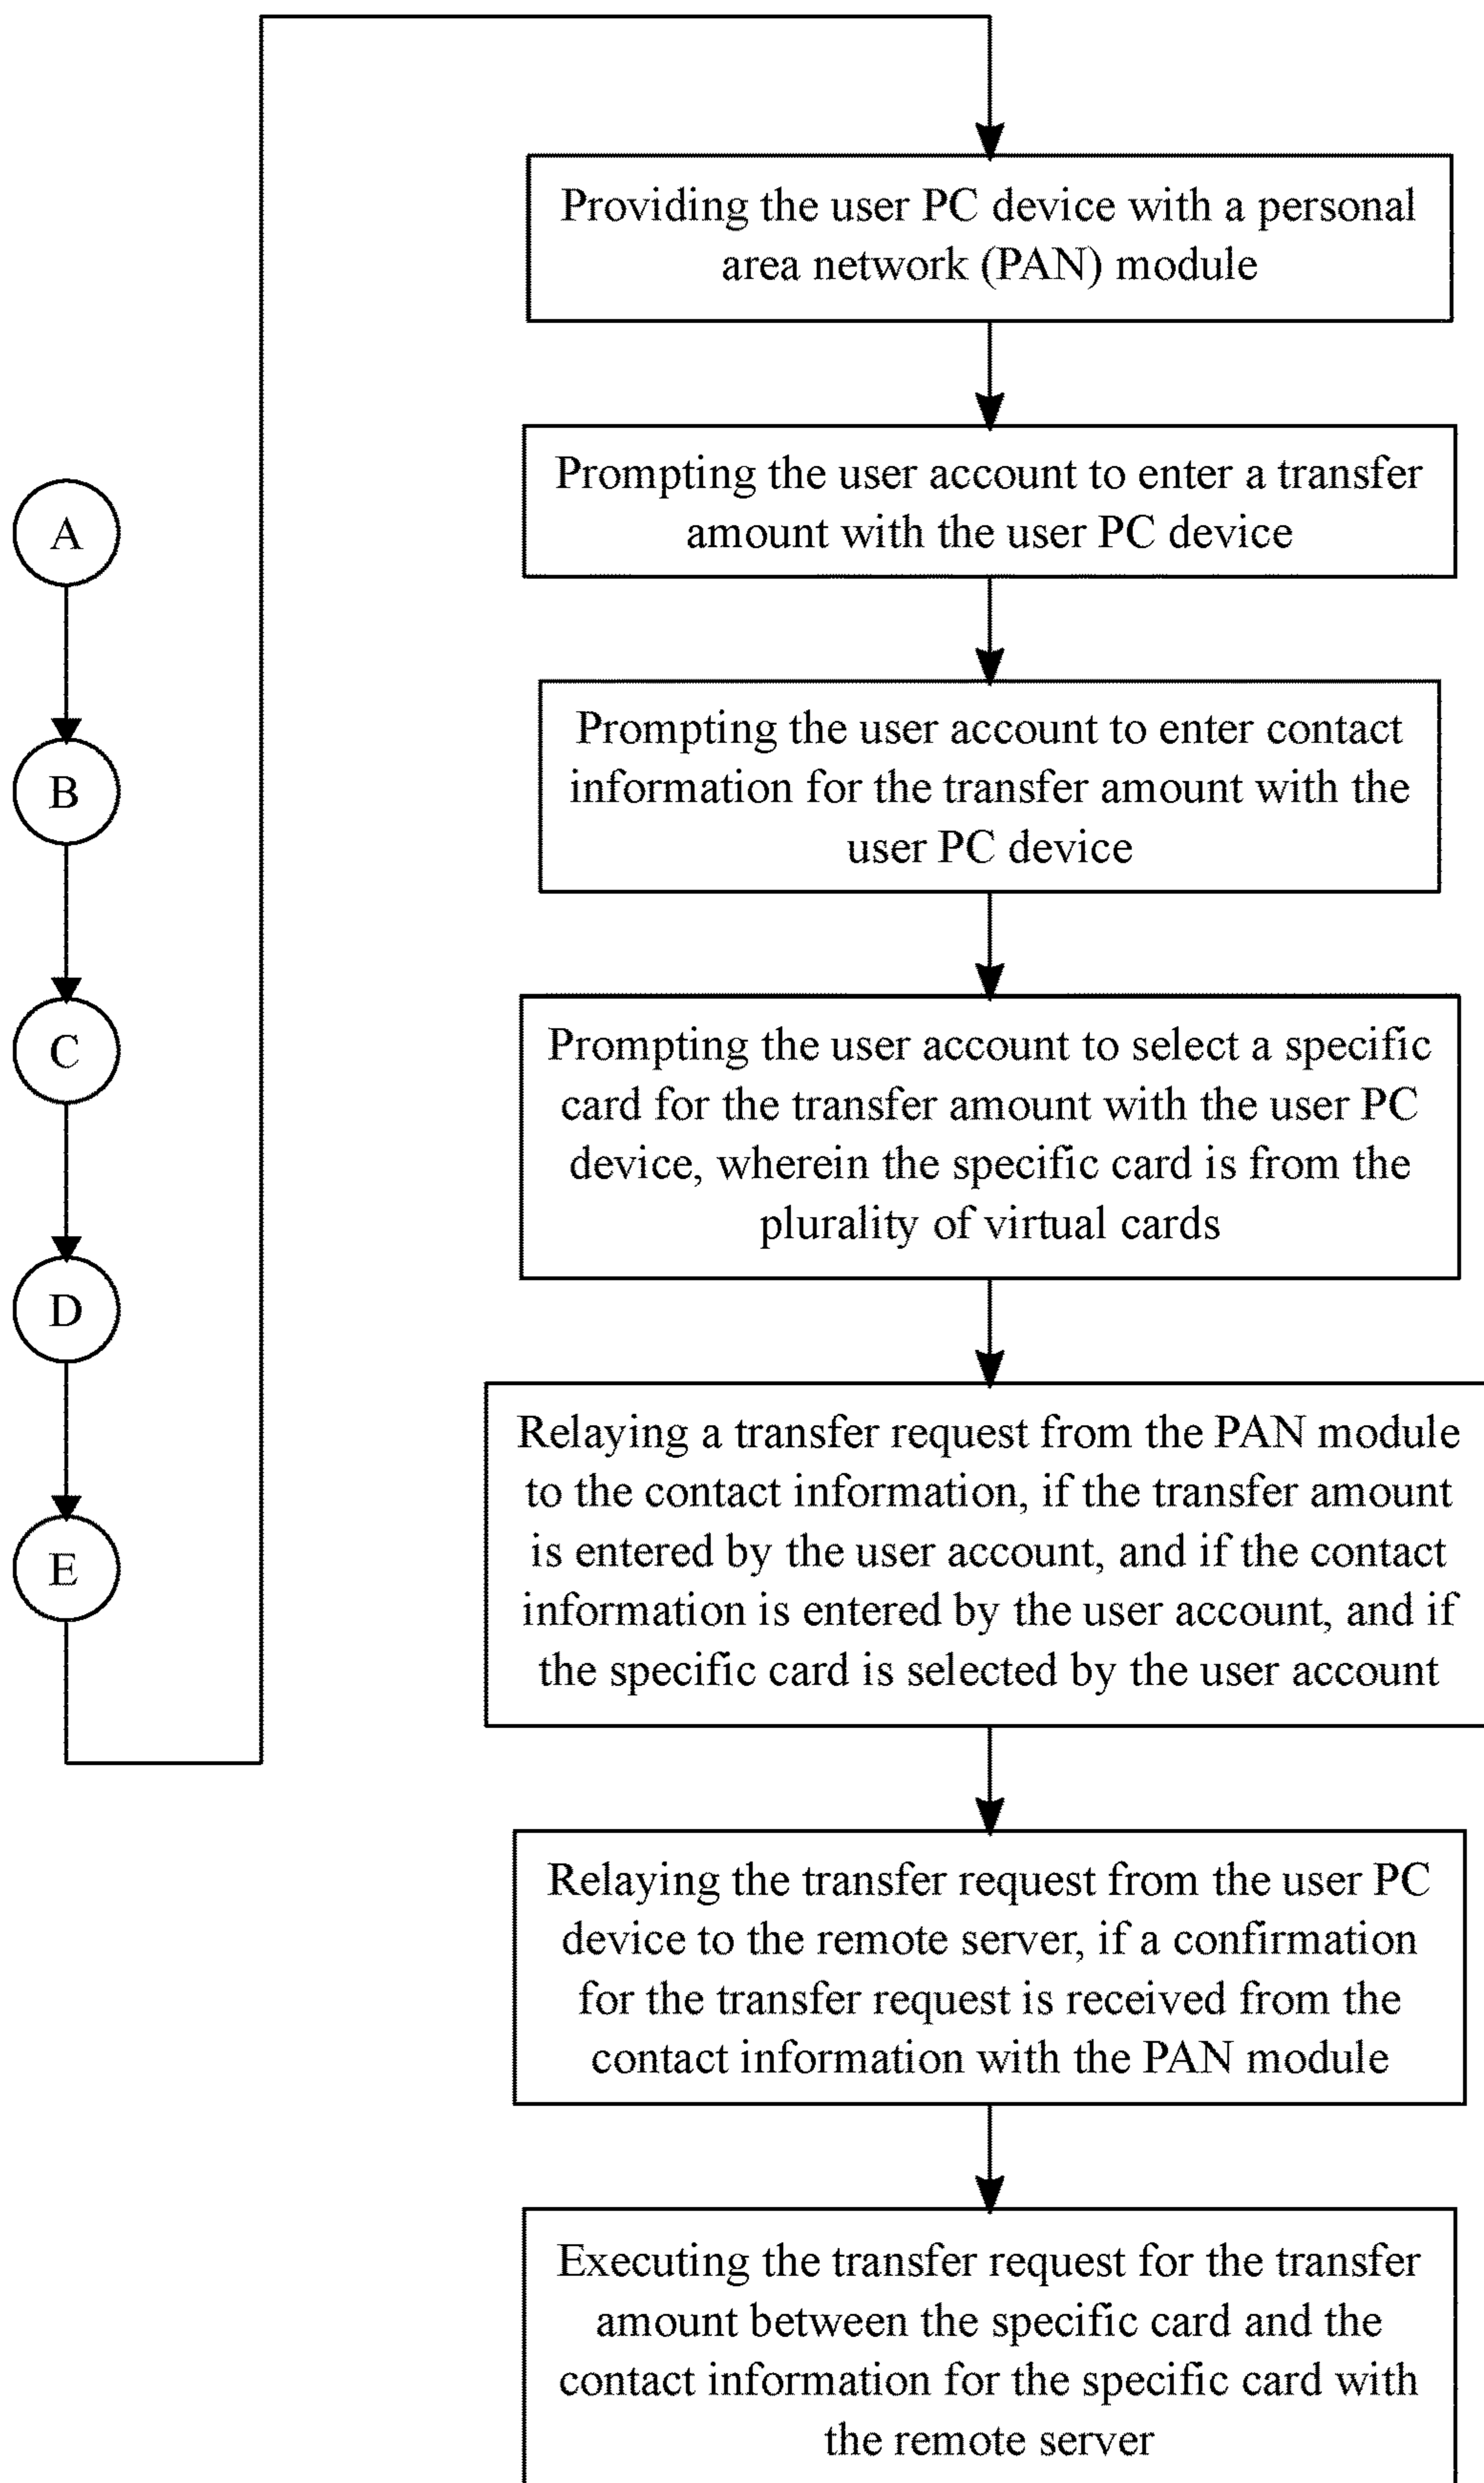 A
B
C
D
E
Providing the user PC device with a personal
area network (PAN) module
Prompting the user account to enter a transfer
amount with the user PC device
Prompting the user account to enter contact
information for the transfer amount with the
user PC device
Prompting the user account to select a specific
card for the transfer amount with the user PC
device, wherein the specific card is from the
plurality of virtual cards
Relaying a transfer request from the PAN module
to the contact information, if the transfer amount
is entered by the user account, and if the contact
information is entered by the user account, and if
the specific card is selected by the user account
Relaying the transfer request from the user PC
device to the remote server, if a confirmation
for the transfer request is received from the
contact information with the PAN module
Executing the transfer request for the transfer
amount between the specific card and the
contact information for the specific card with
the remote server